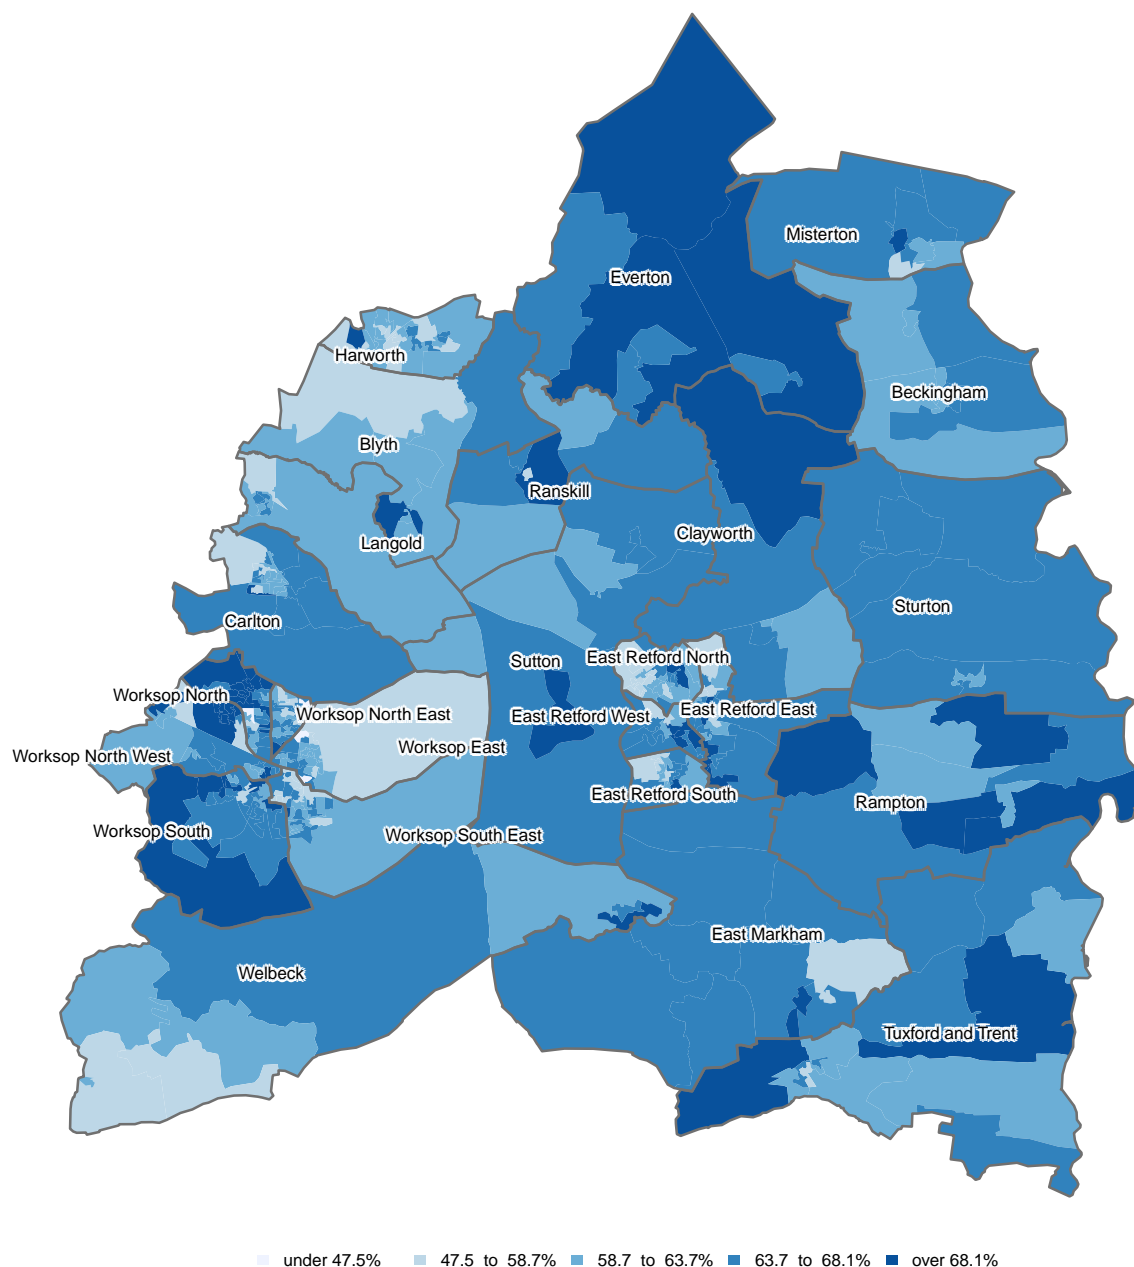 Misterton
Everton
Harworth
Beckingham
Blyth
Ranskill
Clayworth
Langold
Sturton
Carlton
East Retford North
Sutton
Worksop North
East Retford East
Worksop North East
East Retford West
Worksop East
Worksop North West
East Retford South
Rampton
Worksop South
Worksop South East
East Markham
Welbeck
Tuxford and Trent
under 47.5% 47.5 to 58.7% 58.7 to 63.7% 63.7 to 68.1% over 68.1%